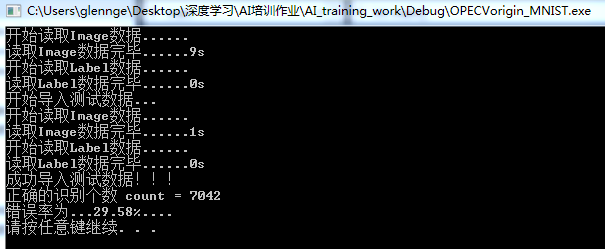 C:\Users\glennge\Desktop\深度学习\AI培训作业\AI_training_work\Debug\OPECVorigin_MNIST.exe
开始读取Image数据......
读取Image数据完毕......9s
开始读取Label数据......
读取Label数据完毕......0s
开始导入测试数据...
开始读取Image数据......
读取Image数据完毕......1s
开始读取Label数据......
读取Label数据完毕......0s
成功导入测试数据！！！
正确的识别个数 count = 7042
错误率为...29.58%....
请按任意键继续. . .